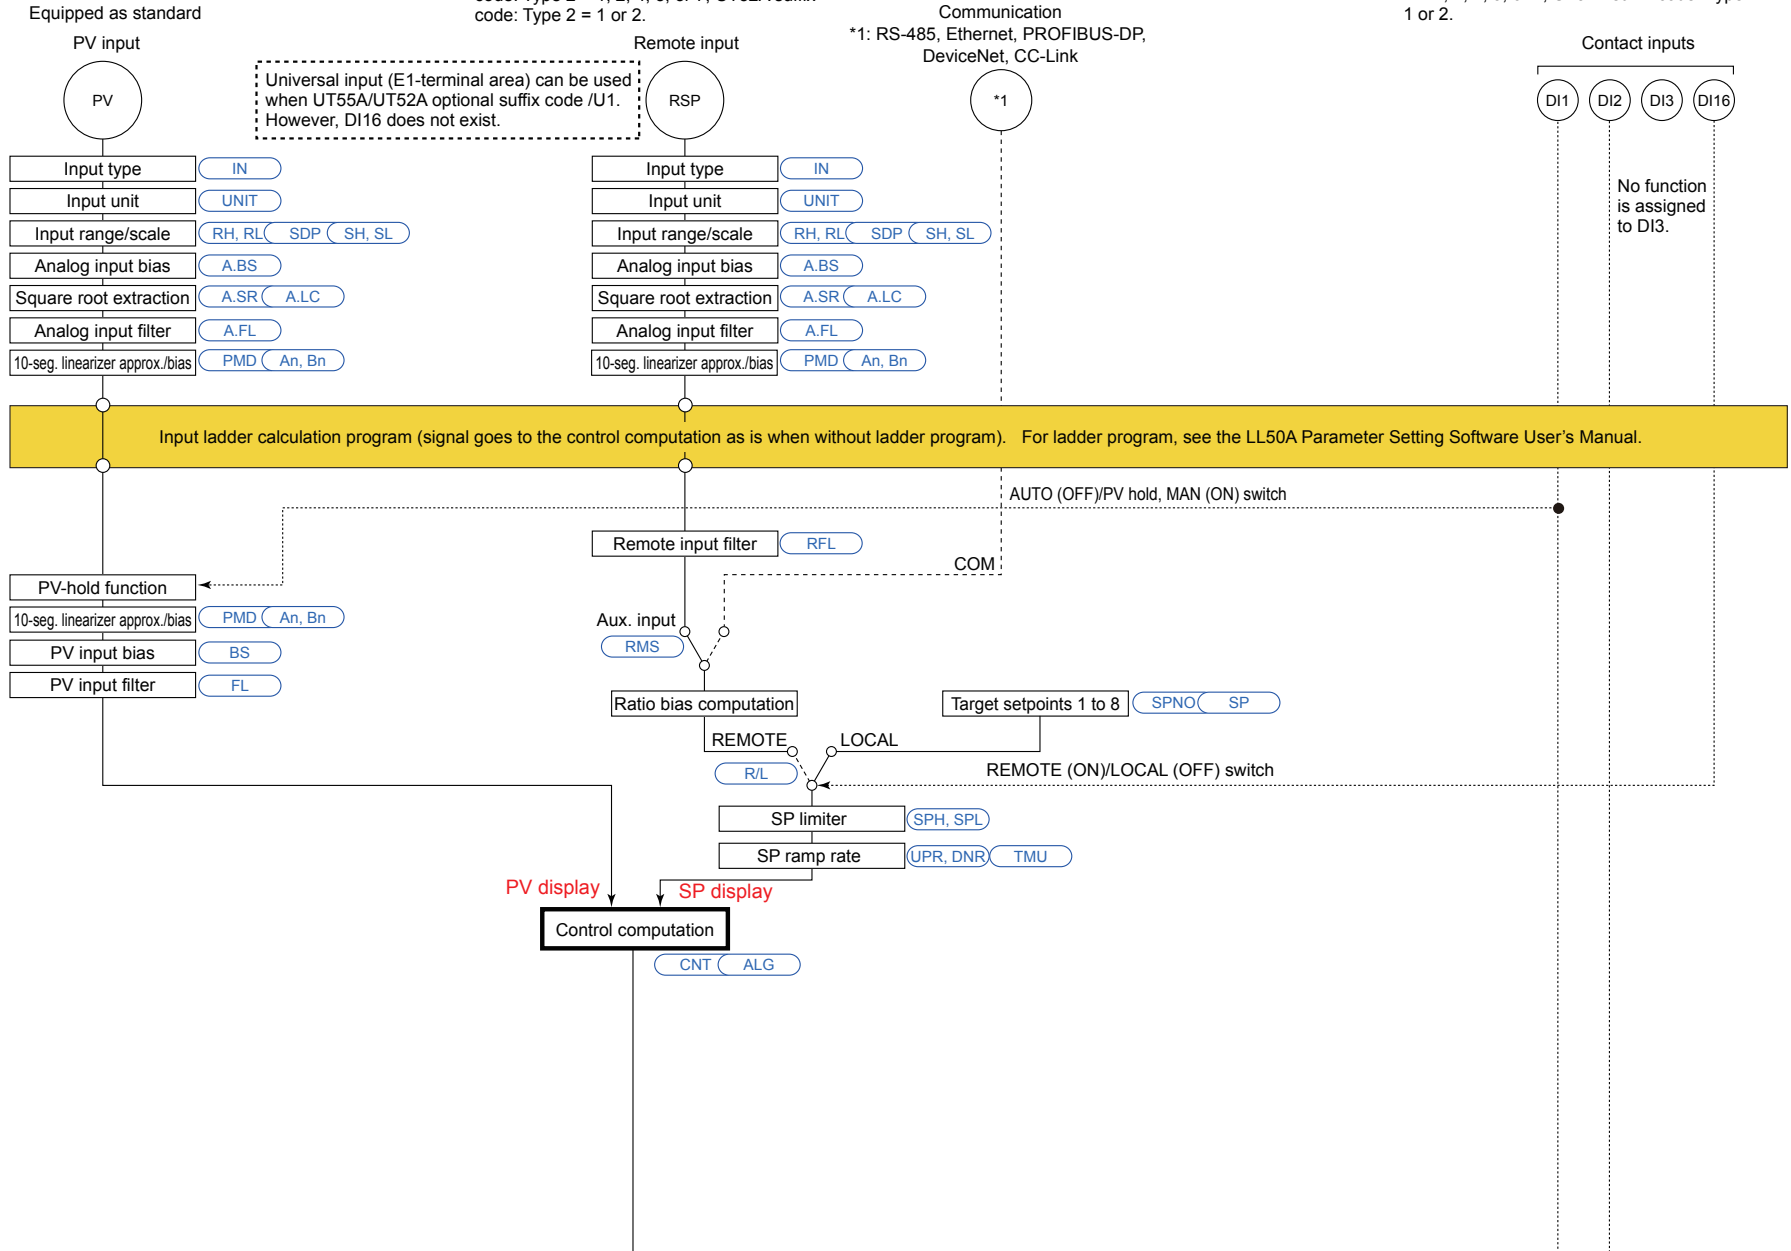 Equipped as standard
code: Type 2 = 1 or 2.
Communication
*1: RS-485, Ethernet, PROFIBUS-DP,
DeviceNet, CC-Link
1 or 2.
PV input
Remote input
Contact inputs
PV
Universal input (E1-terminal area) can be used
when UT55A/UT52A optional suffix code /U1.
However, DI16 does not exist.
RSP
*1
DI1
DI2
DI3
DI16
Input type
IN
Input type
IN
Input unit
UNIT
Input unit
UNIT
No function
is assigned
to DI3.
Input range/scale
RH, RL
SDP
SH, SL
Input range/scale
RH, RL
SDP
SH, SL
Analog input bias
A.BS
Analog input bias
A.BS
Square root extraction
A.SR
A.LC
Square root extraction
A.SR
A.LC
Analog input filter
A.FL
Analog input filter
A.FL
10-seg. linearizer approx./bias
PMD
An, Bn
10-seg. linearizer approx./bias
PMD
An, Bn
Input ladder calculation program (signal goes to the control computation as is when without ladder program). For ladder program, see the LL50A Parameter Setting Software User's Manual.
AUTO (OFF)/PV hold, MAN (ON) switch
Remote input filter
RFL
COM
PV-hold function
10-seg. linearizer approx./bias
PMD
An, Bn
Aux. input
RMS
PV input bias
BS
PV input filter
FL
Ratio bias computation
Target setpoints 1 to 8
SPNO
SP
REMOTE
LOCAL
R/L
REMOTE (ON)/LOCAL (OFF) switch
SP limiter
SPH, SPL
SP ramp rate
UPR, DNR
TMU
PV display
SP display
Control computation
CNT
ALG